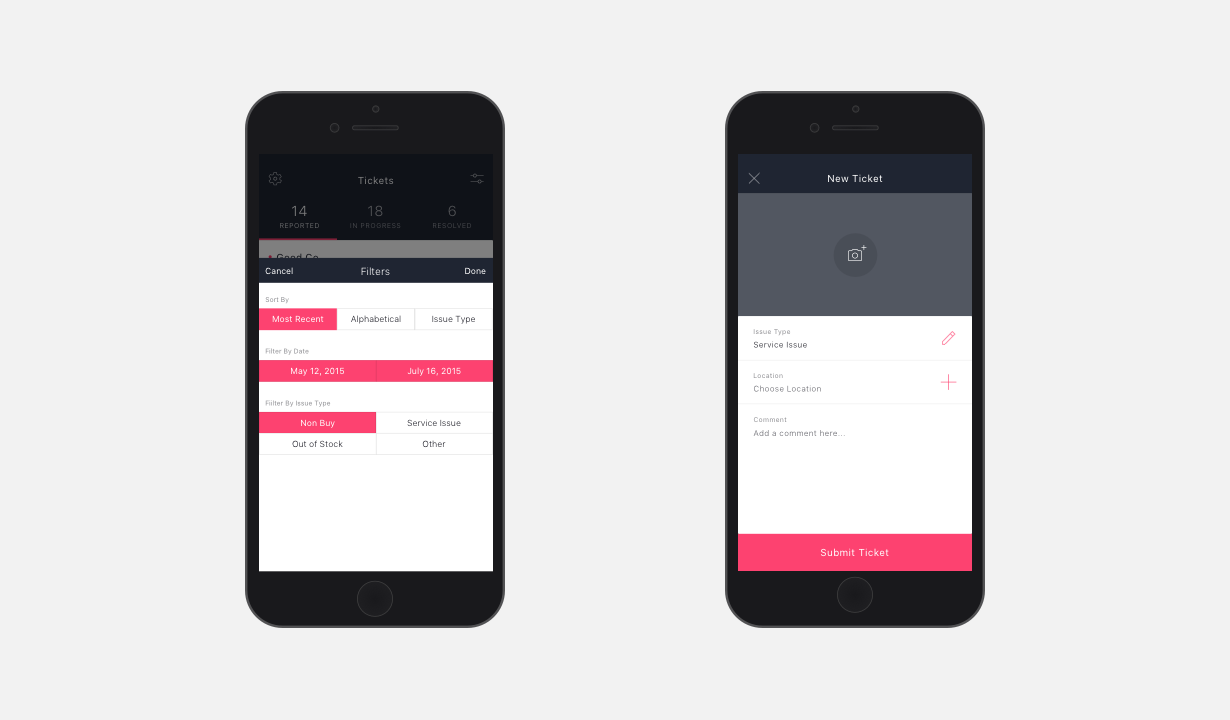 Tickets
14 18 6
REPORTED IN PROGRESS RESOLVED
Good Co
Cancel Filters Done
Sort By
Most Recent Alphabetical Issue Type
Filter By Date
May 12, 2015 July 16, 2015
Fiilter By Issue Type
Non Buy Service Issue
Out of Stock Other
New Ticket
Issue Type
Service Issue
Location
Choose Location
Comment
Add a comment here...
Submit Ticket